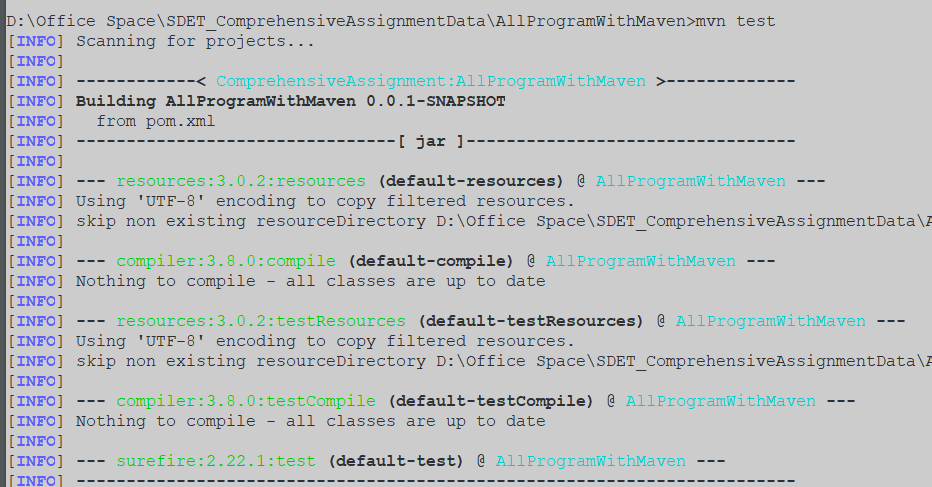 D:\Office Space\SDET_ComprehensiveAssignmentData\AllProgramWithMaven>mvn test
[INFO] Scanning for projects...
[INFO]
[INFO] ------------< ComprehensiveAssignment:AllProgramWithMaven >-------------
[INFO] Building AllProgramWithMaven 0.0.1-SNAPSHOT
[INFO]   from pom.xml
[INFO] --------------------------------[ jar ]---------------------------------
[INFO]
[INFO] --- resources:3.0.2:resources (default-resources) @ AllProgramWithMaven ---
[INFO] Using 'UTF-8' encoding to copy filtered resources.
[INFO] skip non existing resourceDirectory D:\Office Space\SDET_ComprehensiveAssignmentData\A
[INFO]
[INFO] --- compiler:3.8.0:compile (default-compile) @ AllProgramWithMaven ---
[INFO] Nothing to compile - all classes are up to date
[INFO]
[INFO] --- resources:3.0.2:testResources (default-testResources) @ AllProgramWithMaven ---
[INFO] Using 'UTF-8' encoding to copy filtered resources.
[INFO] skip non existing resourceDirectory D:\Office Space\SDET_ComprehensiveAssignmentData\A
[INFO]
[INFO] --- compiler:3.8.0:testCompile (default-testCompile) @ AllProgramWithMaven ---
[INFO] Nothing to compile - all classes are up to date
[INFO]
[INFO] --- surefire:2.22.1:test (default-test) @ AllProgramWithMaven ---
[INFO] ------------------------------------------------------------------------